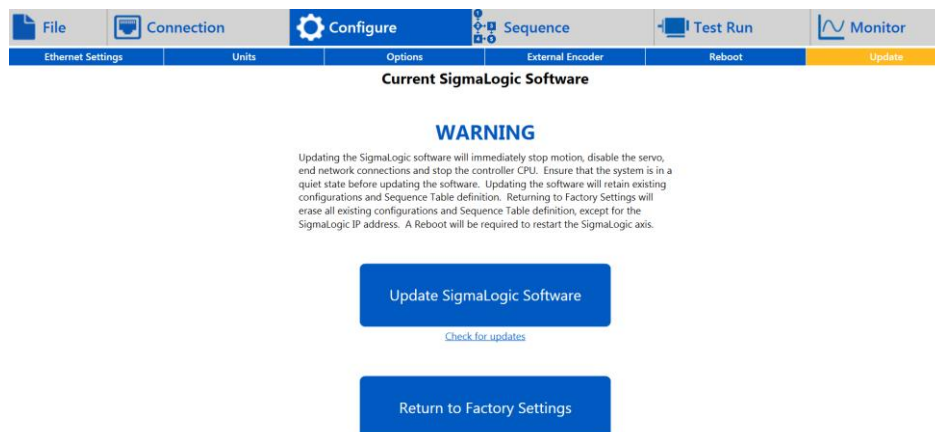 File Connection Configure Sequence Test Run Monitor
Ethernet Settings Units Options External Encoder Reboot Update
Current SigmaLogic Software
WARNING
Updating the SigmaLogic software will immediately stop motion, disable the servo,
end network connections and stop the controller CPU. Ensure that the system is in a
quiet state before updating the software. Updating the software will retain existing
configurations and Sequence Table definition. Returning to Factory Settings will
erase all existing configurations and Sequence Table definition, except for the
SigmaLogic IP address. A Reboot will be required to restart the SigmaLogic axis.
Update SigmaLogic Software
Check for updates
Return to Factory Settings